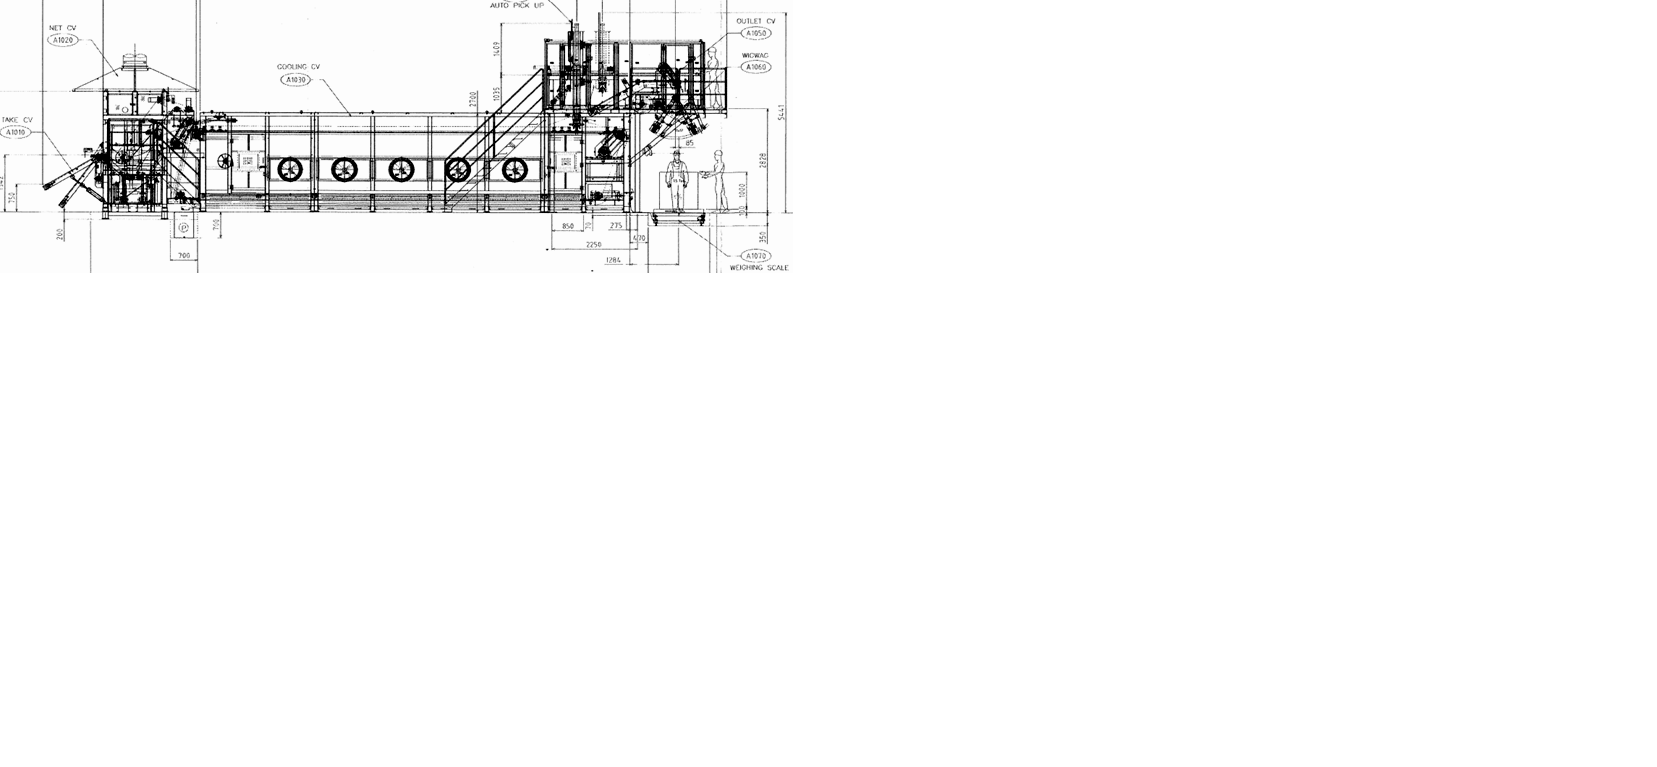 AUTO PICK UP
NET CV
A1020
OUTLET CV
A1050
WIGWAG
A1060
COOLING CV
A1030
1409
1035
2700
5441
TAKE CV
A1010
85
2828
750
1000
200
700
850
275
470
350
700
2250
1284
A1070
WEIGHING SCALE
P